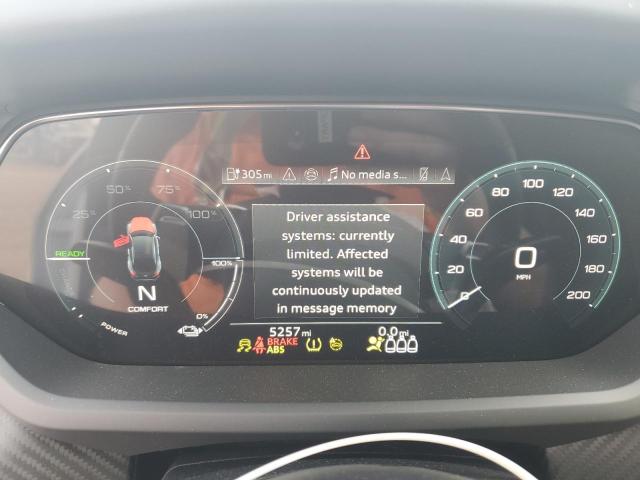 305 mi No media s...
50% 75%
25% 100%
READY
CHARGE
100%
N
COMFORT
0%
POWER
Driver assistance
systems: currently
limited. Affected
systems will be
continuously updated
in message memory
0 20 40 60 80 100 120 140 160 180 200
0
MPH
5257 mi 0.0 mi
BRAKE
ABS